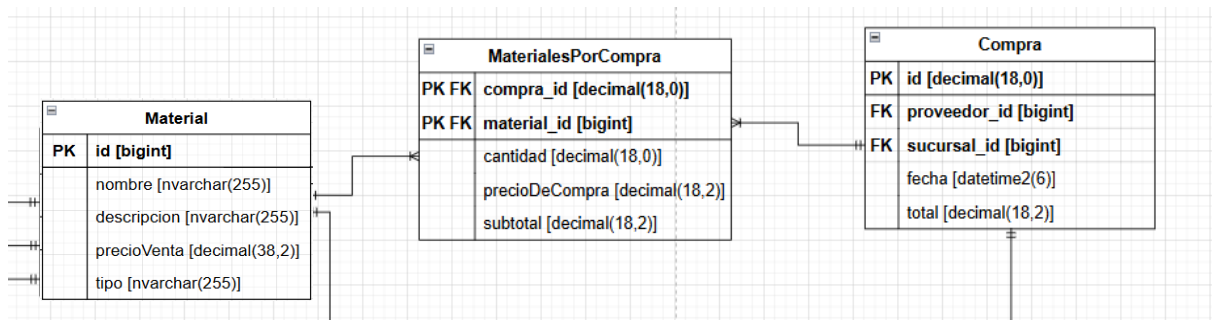 Material
PK id [bigint]
nombre [nvarchar(255)]
descripcion [nvarchar(255)]
precioVenta [decimal(38,2)]
tipo [nvarchar(255)]
MaterialesPorCompra
PK FK compra_id [decimal(18,0)]
PK FK material_id [bigint]
cantidad [decimal(18,0)]
precioDeCompra [decimal(18,2)]
subtotal [decimal(18,2)]
Compra
PK id [decimal(18,0)]
FK proveedor_id [bigint]
FK sucursal_id [bigint]
fecha [datetime2(6)]
total [decimal(18,2)]